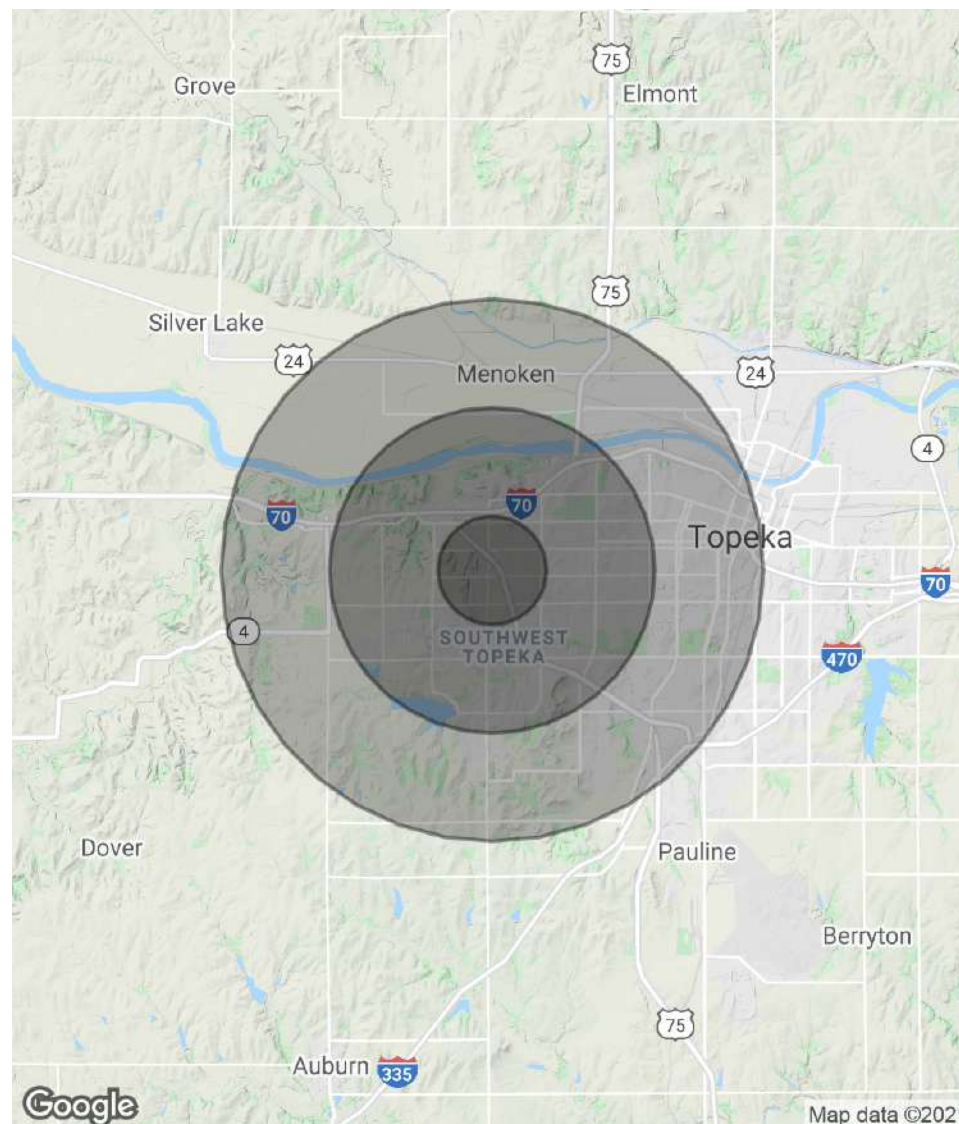 75
Grove
Elmont
75
Silver Lake
24
Menoken
24
4
70
70
Topeka
70
4
SOUTHWEST
TOPEKA
470
Dover
Pauline
Berryton
75
Auburn
335
Google
Map data ©202